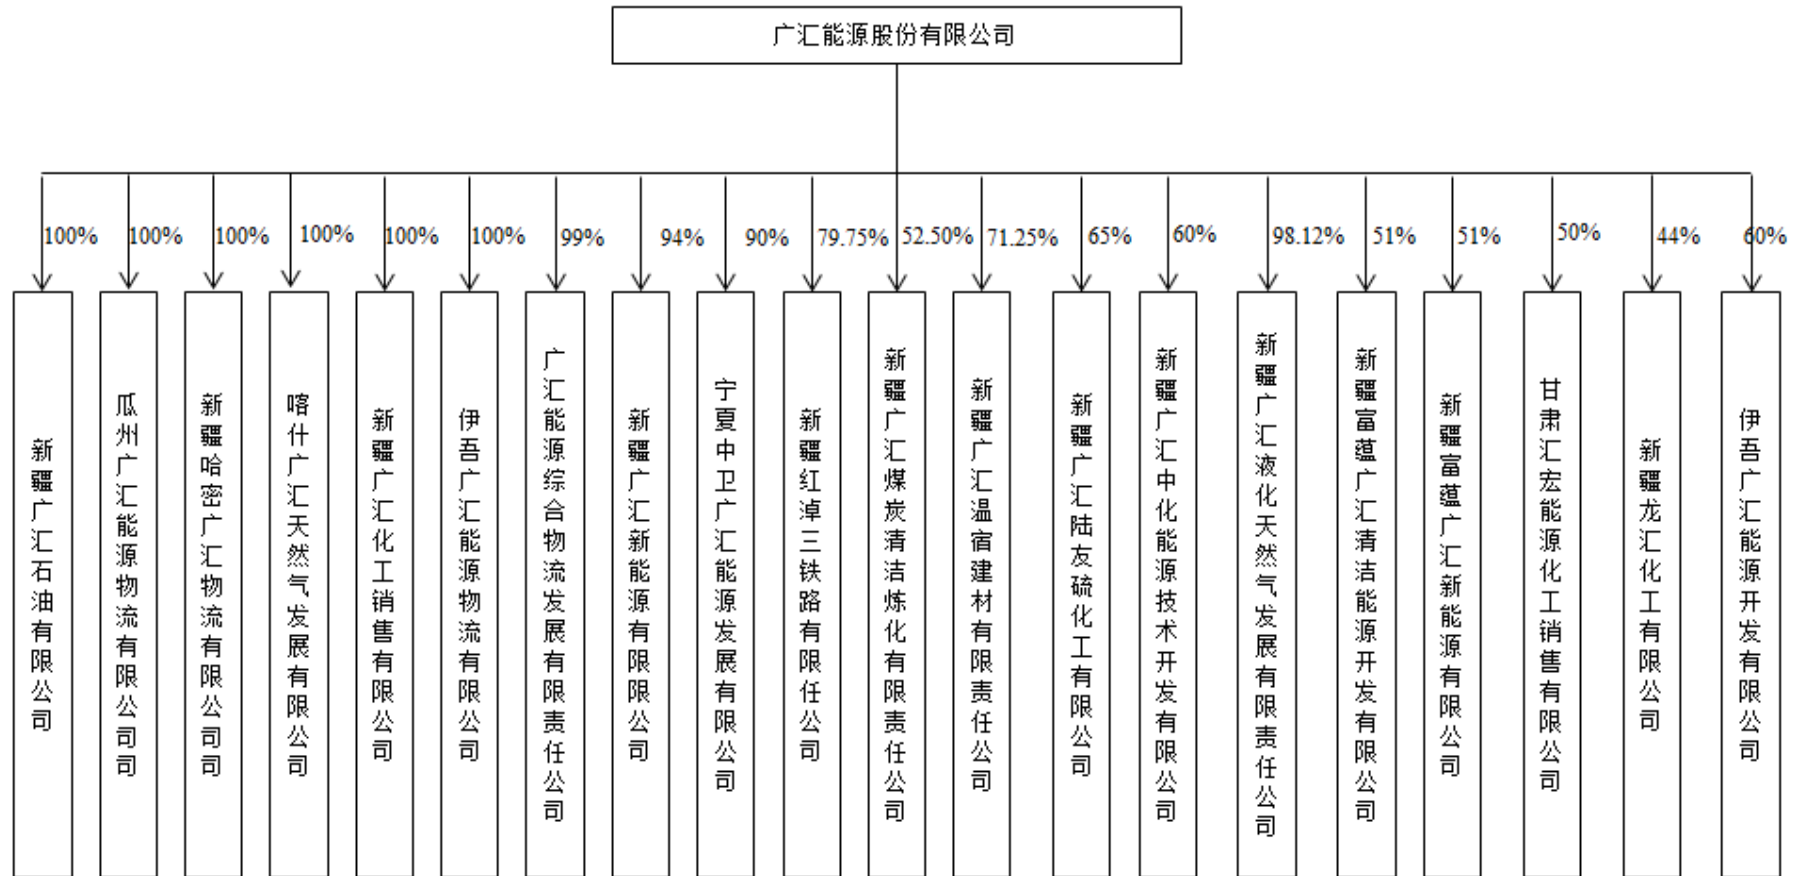 广汇能源股份有限公司
100% 100% 100% 100% 100% 100% 99% 94% 90% 79.75% 52.50% 71.25% 65% 60% 98.12% 51% 51% 50% 44% 60%
新疆广汇石油有限公司
瓜州广汇能源物流有限公司
新疆哈密广汇物流有限公司
喀什广汇天然气发展有限公司
新疆广汇化工销售有限公司
伊吾广汇能源物流有限公司
广汇能源综合物流发展有限责任公司
新疆广汇新能源有限限公司
宁夏中卫广汇能源发展有限公司
新疆红淖三铁路有限任公司
新疆广汇煤炭清洁炼化有限责任公司
新疆广汇温宿建材有限责任公司
新疆广汇陆友硫化工有限公司
新疆广汇中化能源技术开发有限公司
新疆广汇液化天然气发展有限责任公司
新疆富蕴广汇清洁能源开发有限公司
新疆富蕴广汇新能源有限公司
甘肃汇宏能源化工销售有限公司
新疆龙汇化工有限公司
伊吾广汇能源开发有限公司